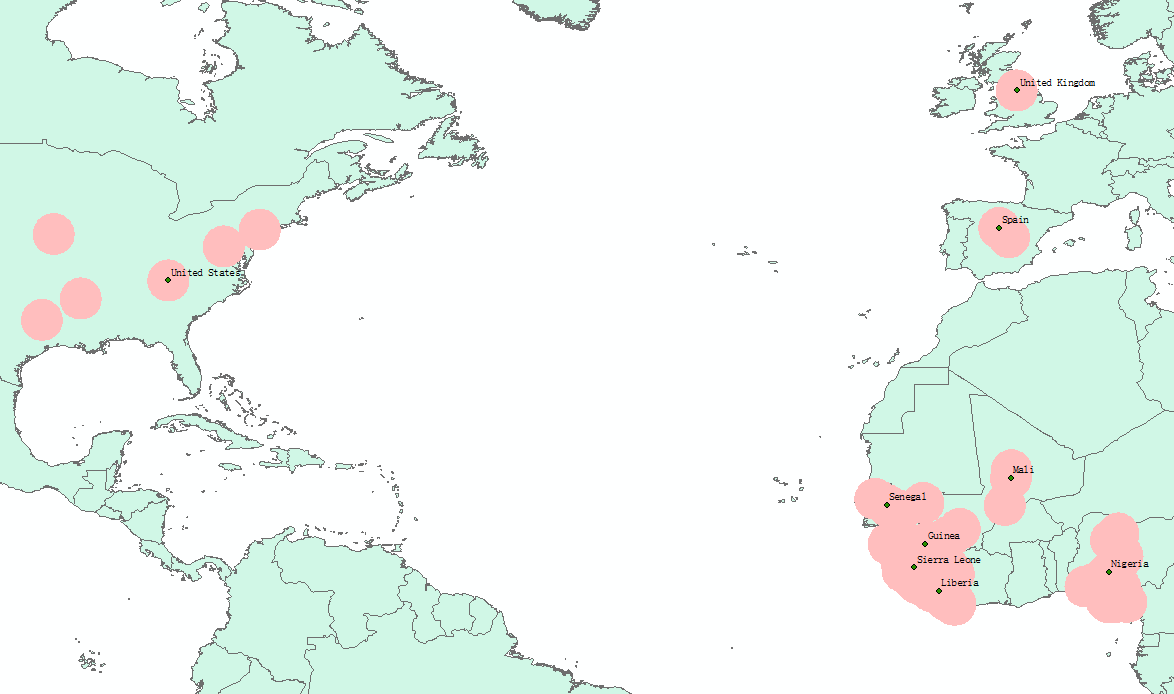 United Kingdom
Spain
United States
Mali
Senegal
Guinea
Sierra Leone
Nigeria
Liberia